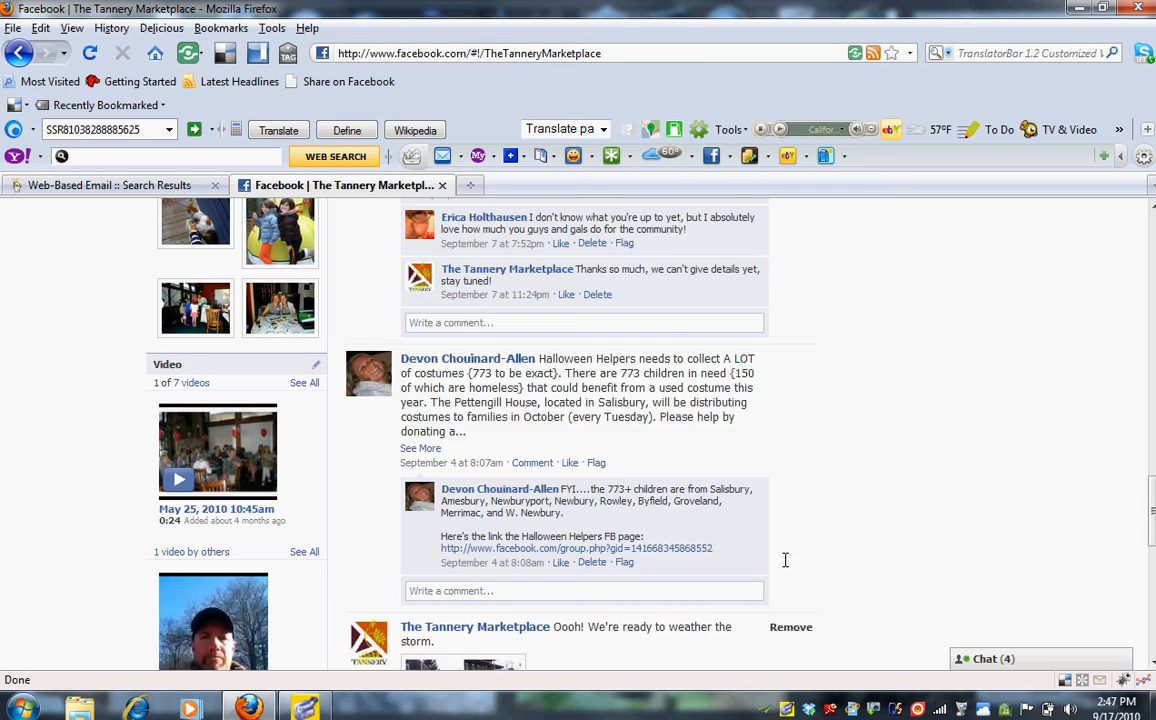 Facebook | The Tannery Marketplace - Mozilla Firefox
File Edit View History Delicious Bookmarks Tools Help
TAG http://www.facebook.com/#!/TheTanneryMarketplace TranslatorBar 1.2 Customized V
Most Visited Getting Started Latest Headlines Share on Facebook
Recently Bookmarked
SSR81038288885625 Translate Define Wikipedia Translate pa Tools Califor... eBY 57°F To Do TV & Video »
Y! WEB SEARCH My 60° eBY
Web-Based Email :: Search Results Facebook | The Tannery Marketpl...
Erica Holthausen I don't know what you're up to yet, but I absolutely
love how much you guys and gals do for the community!
September 7 at 7:52pm · Like · Delete · Flag
The Tannery Marketplace Thanks so much, we can't give details yet,
stay tuned!
September 7 at 11:24pm · Like · Delete
Write a comment...
Video
1 of 7 videos See All
May 25, 2010 10:45am
0:24 Added about 4 months ago
1 video by others See All
Devon Chouinard-Allen Halloween Helpers needs to collect A LOT
of costumes {773 to be exact}. There are 773 children in need {150
of which are homeless} that could benefit from a used costume this
year. The Pettengill House, located in Salisbury, will be distributing
costumes to families in October (every Tuesday). Please help by
donating a...
See More
September 4 at 8:07am · Comment · Like · Flag
Devon Chouinard-Allen FYI....the 773+ children are from Salisbury,
Amesbury, Newburyport, Newbury, Rowley, Byfield, Groveland,
Merrimac, and W. Newbury.
Here's the link the Halloween Helpers FB page:
http://www.facebook.com/group.php?gid=141668345868552
September 4 at 8:08am · Like · Delete · Flag
Write a comment...
The Tannery Marketplace Oooh! We're ready to weather the
storm.
Remove
TANNERY
Chat (4)
Done
2:47 PM
9/17/2010